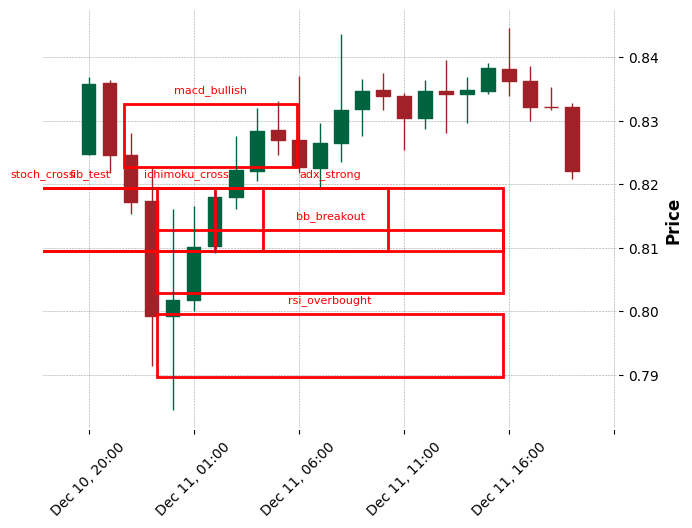 0.84
macd_bullish
0.83
stoch_cross
fib_test
ichimoku_cross
adx_strong
0.82
bb_breakout
Price
0.81
rsi_overbought
0.80
0.79
Dec 10, 20:00
Dec 11, 01:00
Dec 11, 06:00
Dec 11, 11:00
Dec 11, 16:00